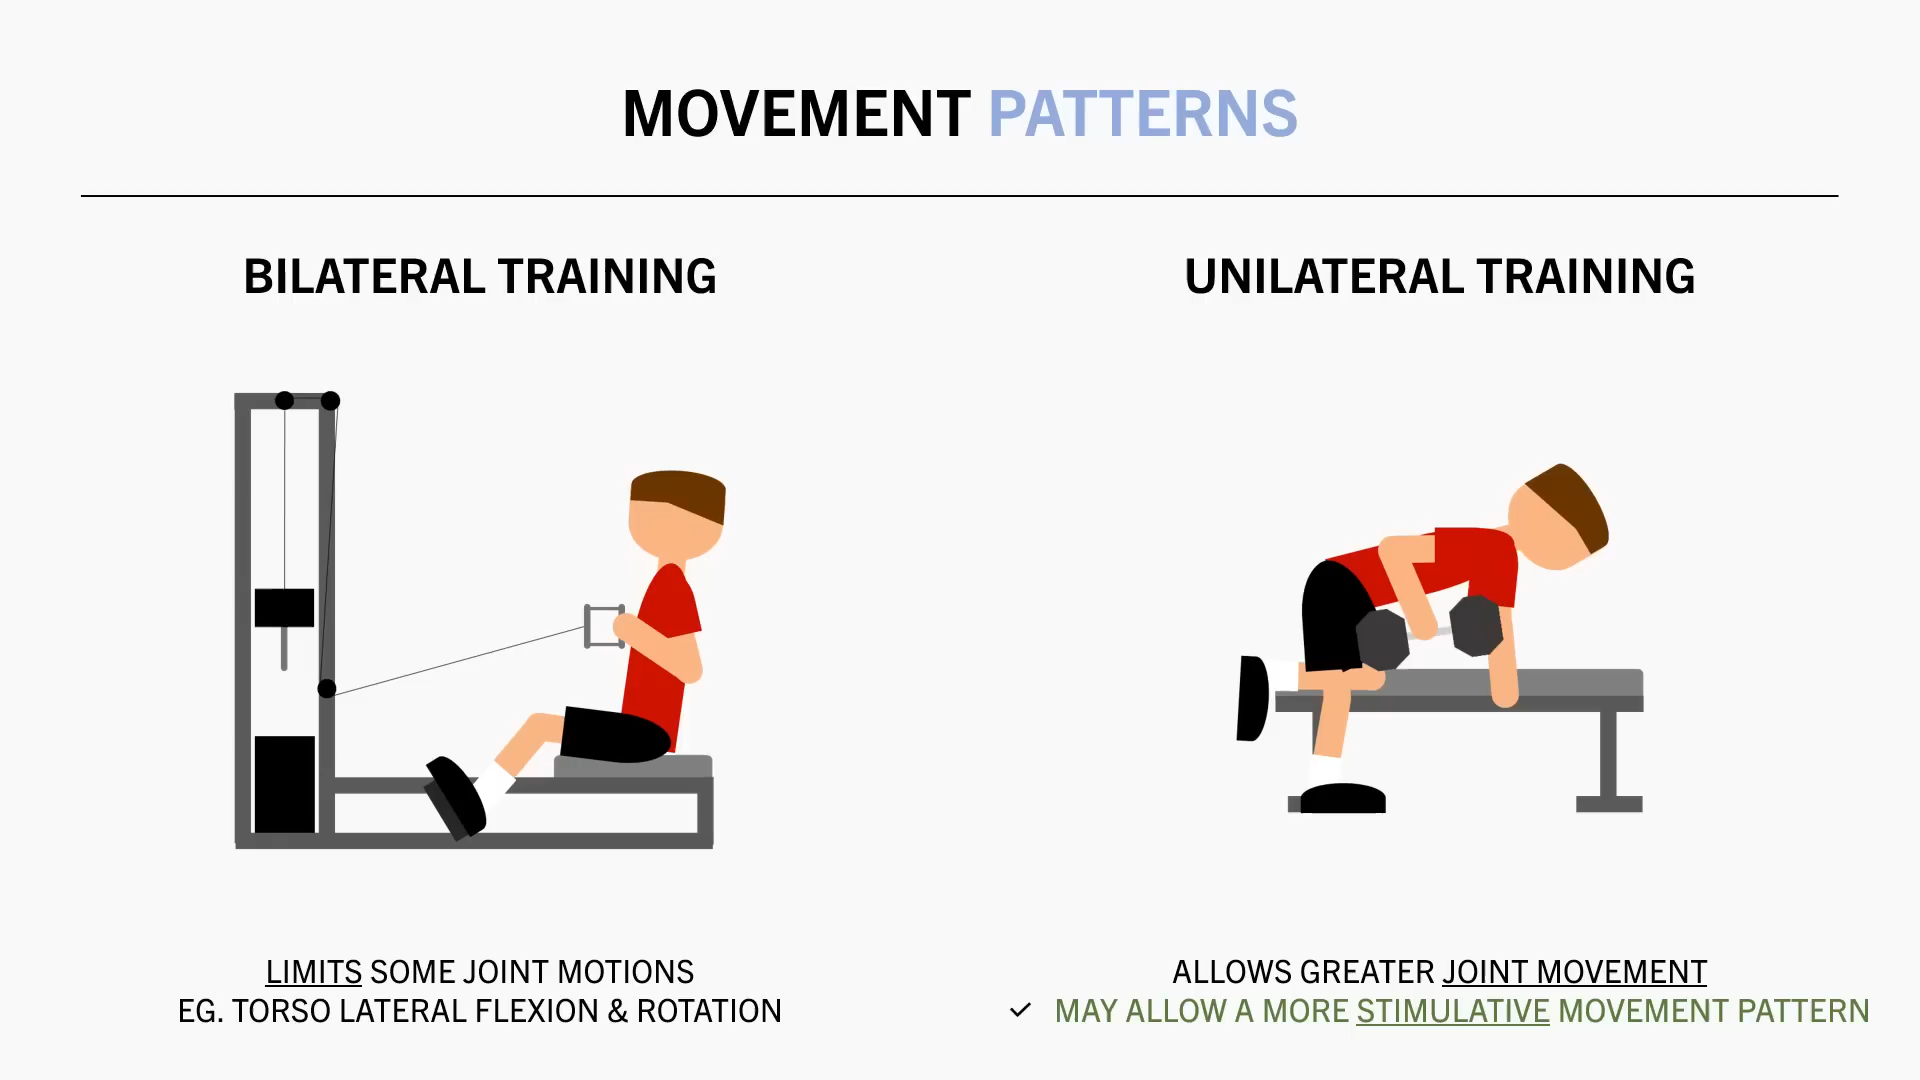 MOVEMENT PATTERNS
BILATERAL TRAINING
LIMITS SOME JOINT MOTIONS
EG. TORSO LATERAL FLEXION & ROTATION
UNILATERAL TRAINING
ALLOWS GREATER JOINT MOVEMENT
✓ MAY ALLOW A MORE STIMULATIVE MOVEMENT PATTERN